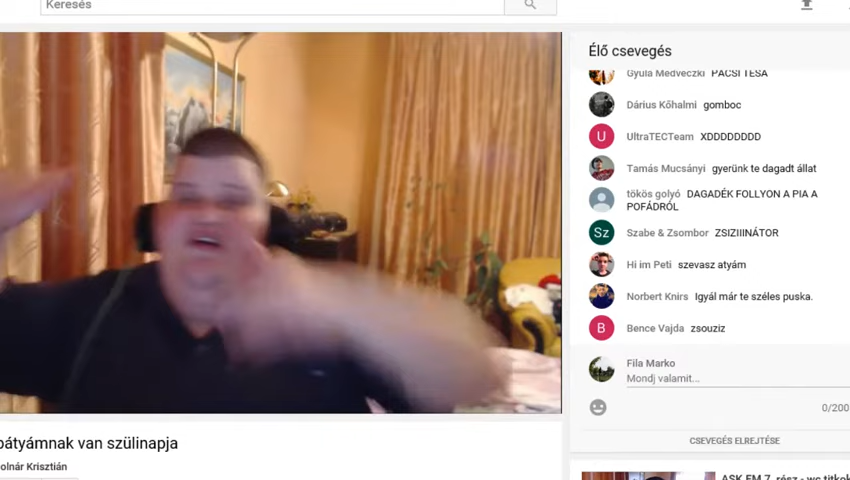 Keresés
Élő csevegés
Gyula Medveczki PACSI TESA
Dárius Kőhalmi gomboc
U UltraTECTeam XDDDDDDDD
Tamás Mucsányi gyerünk te dagadt állat
tökös golyó DAGADÉK FOLLYON A PIA A
POFÁDRÓL
Sz Szabe & Zsombor ZSIZIIINÁTOR
Hi im Peti szevasz atyám
Norbert Knirs Igyál már te széles puska.
B Bence Vajda zsouziz
Fila Marko
Mondj valamit...
0/200
CSEVEGÉS ELREJTÉSE
bátyámnak van szülinapja
olnár Krisztián
ASK.FM 7. rész - wc titkok